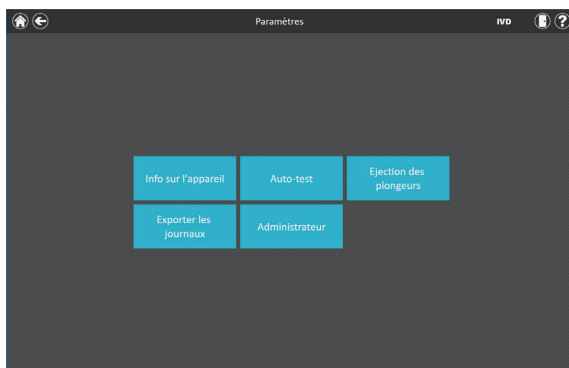 Paramètres IVD ?
Info sur l'appareil Auto-test Ejection des
plongeurs
Exporter les
journaux Administrateur